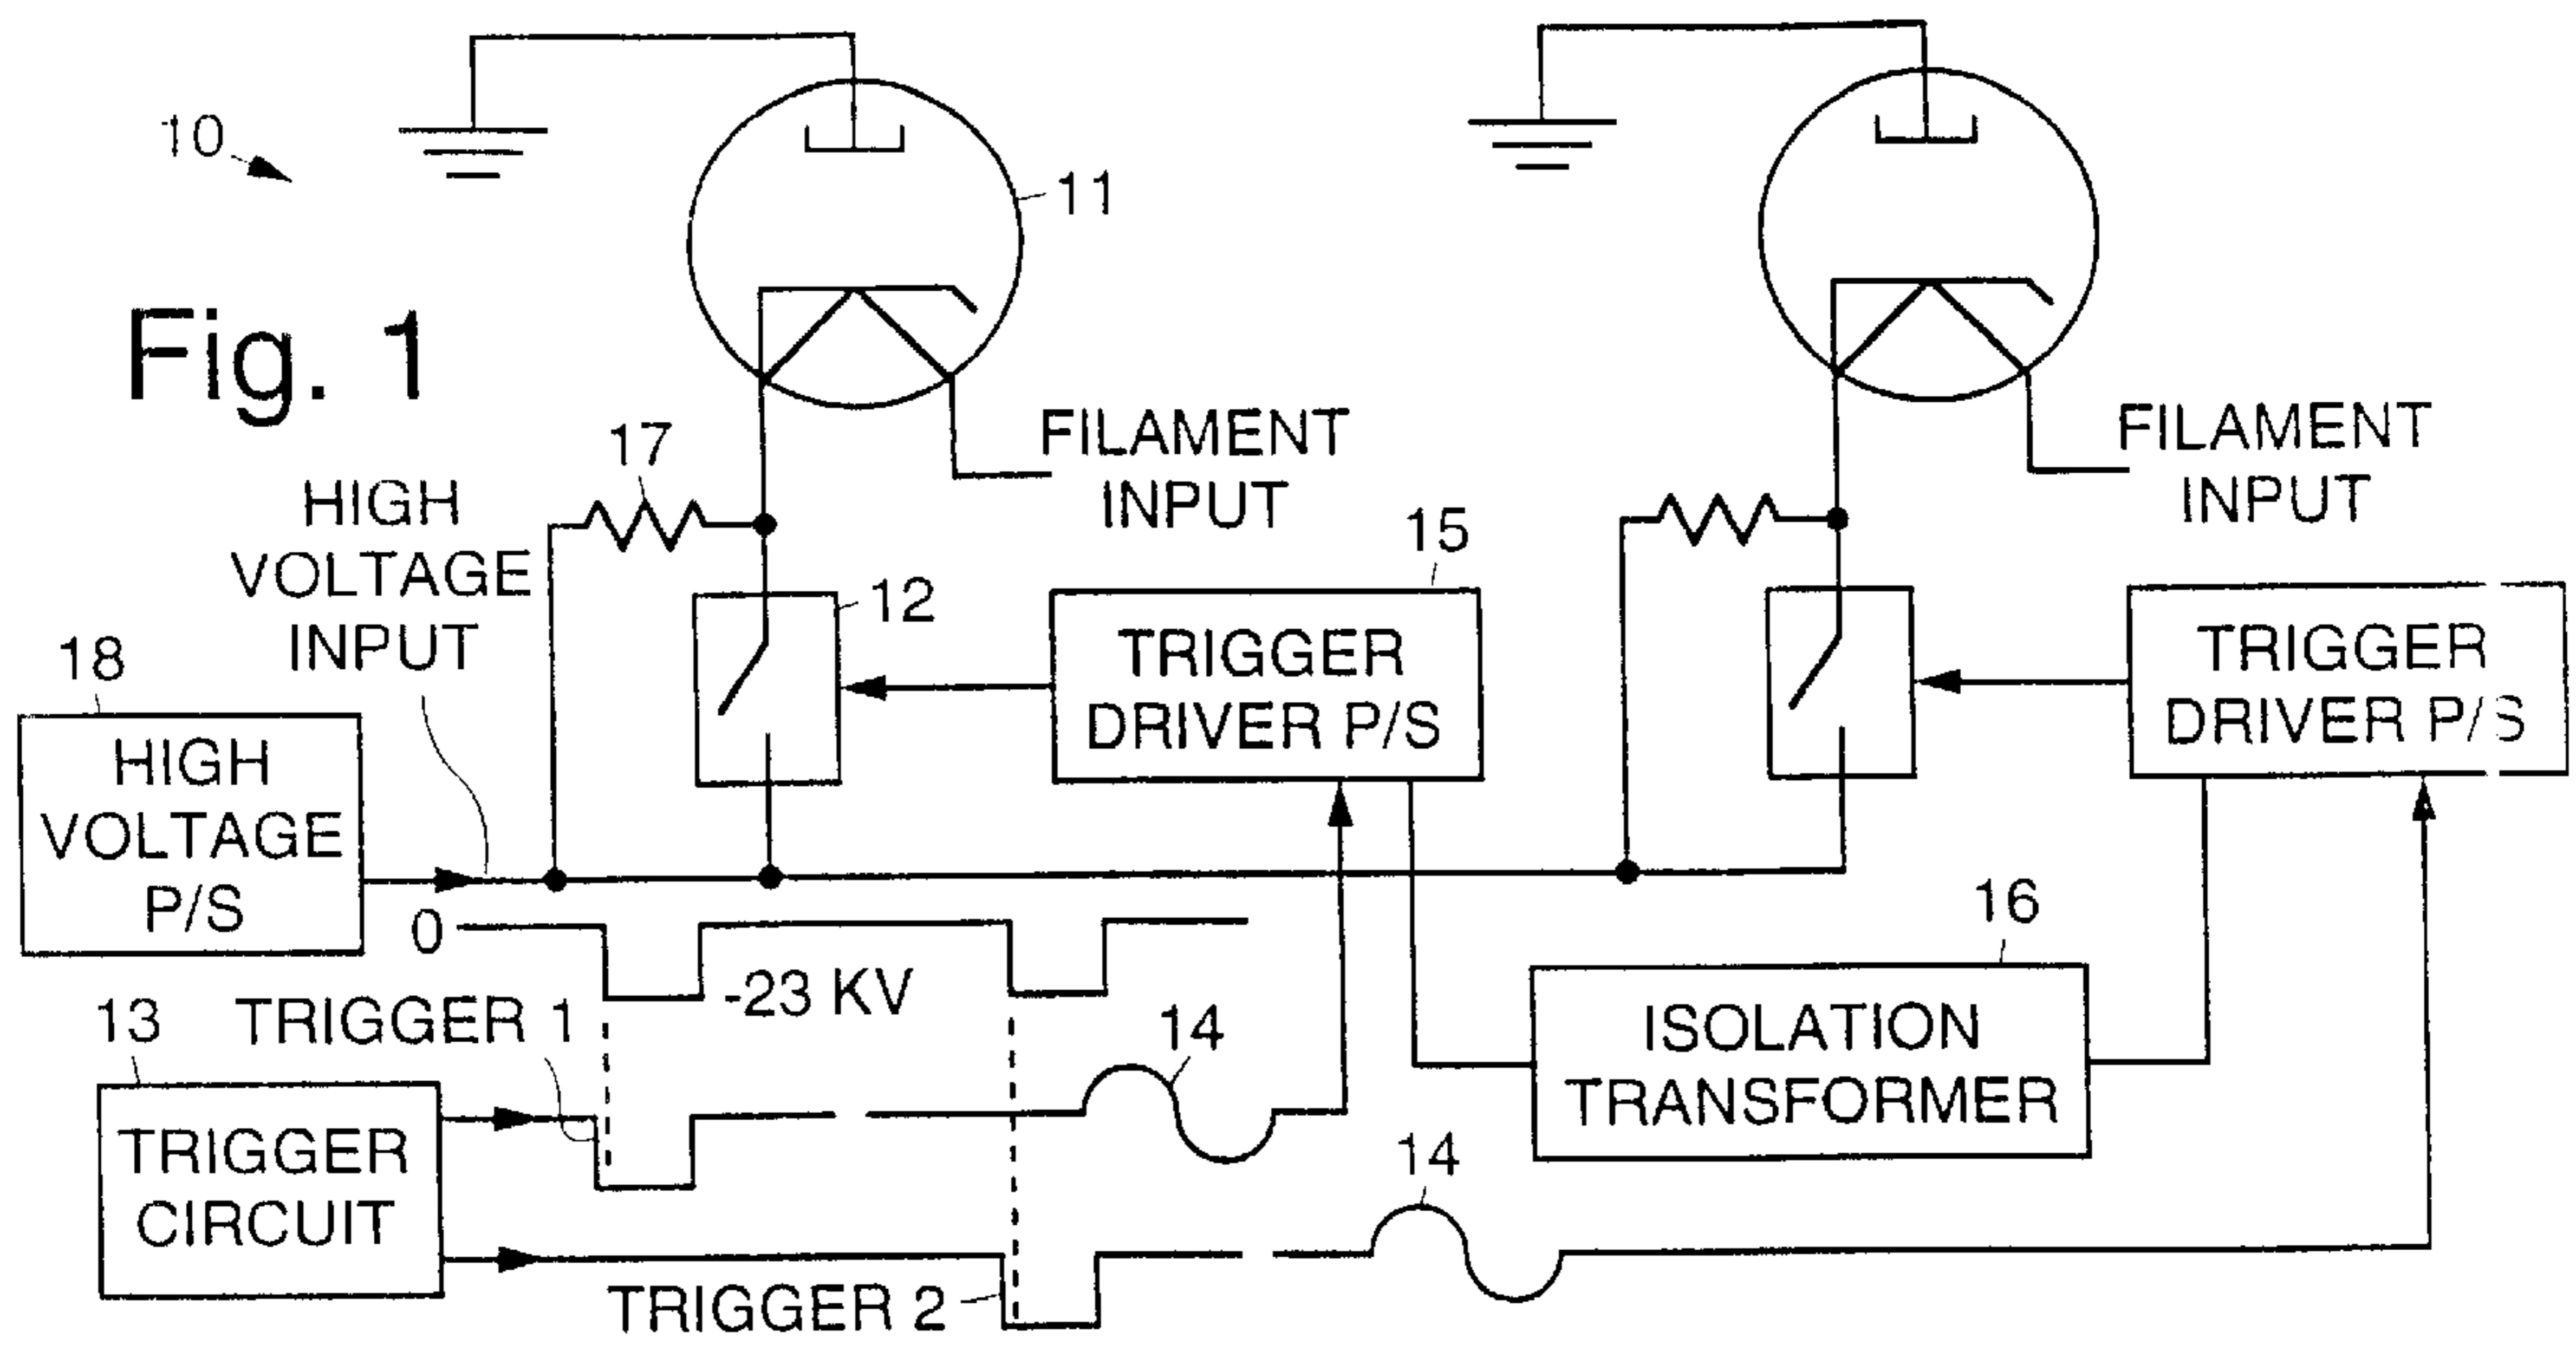 10
11
Fig. 1
17
FILAMENT
INPUT
FILAMENT
INPUT
HIGH
VOLTAGE
INPUT
12
15
TRIGGER
DRIVER P/S
TRIGGER
DRIVER P/S
18
HIGH
VOLTAGE
P/S
0
-23 KV
16
ISOLATION
TRANSFORMER
13
TRIGGER 1
14
TRIGGER
CIRCUIT
14
TRIGGER 2